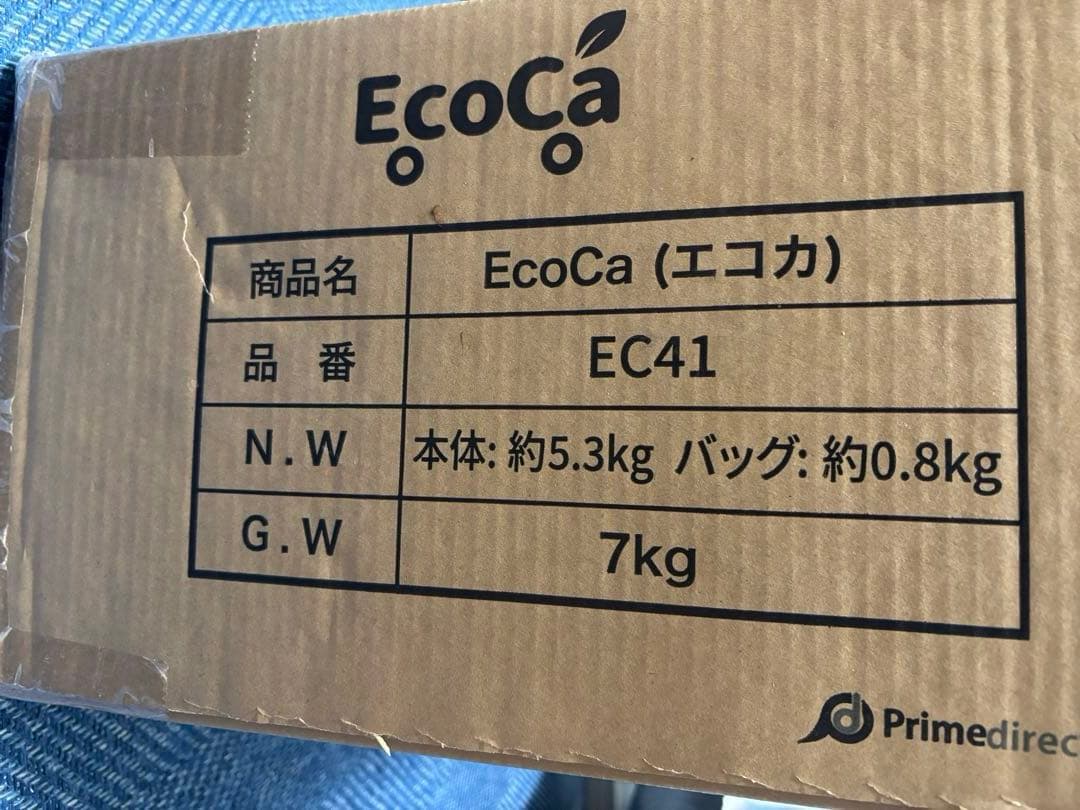 EcoCa
商品名 EcoCa (エコカ)
品 番 EC41
N.W 本体: 約5.3kg バッグ: 約0.8kg
G.W 7kg
Primedirec